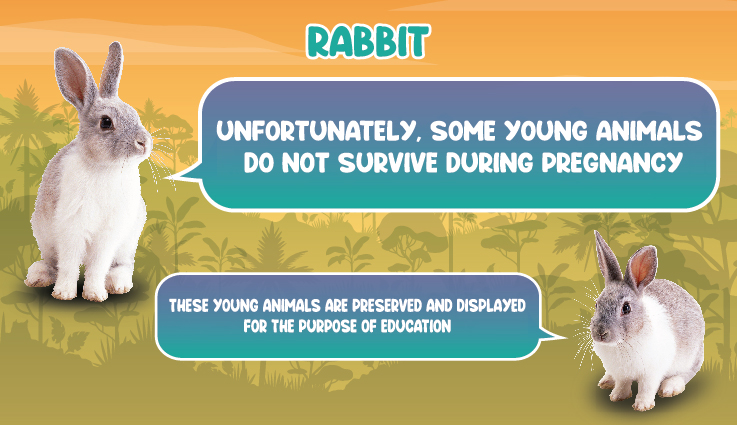 RABBIT
UNFORTUNATELY, SOME YOUNG ANIMALS
DO NOT SURVIVE DURING PREGNANCY
THESE YOUNG ANIMALS ARE PRESERVED AND DISPLAYED
FOR THE PURPOSE OF EDUCATION